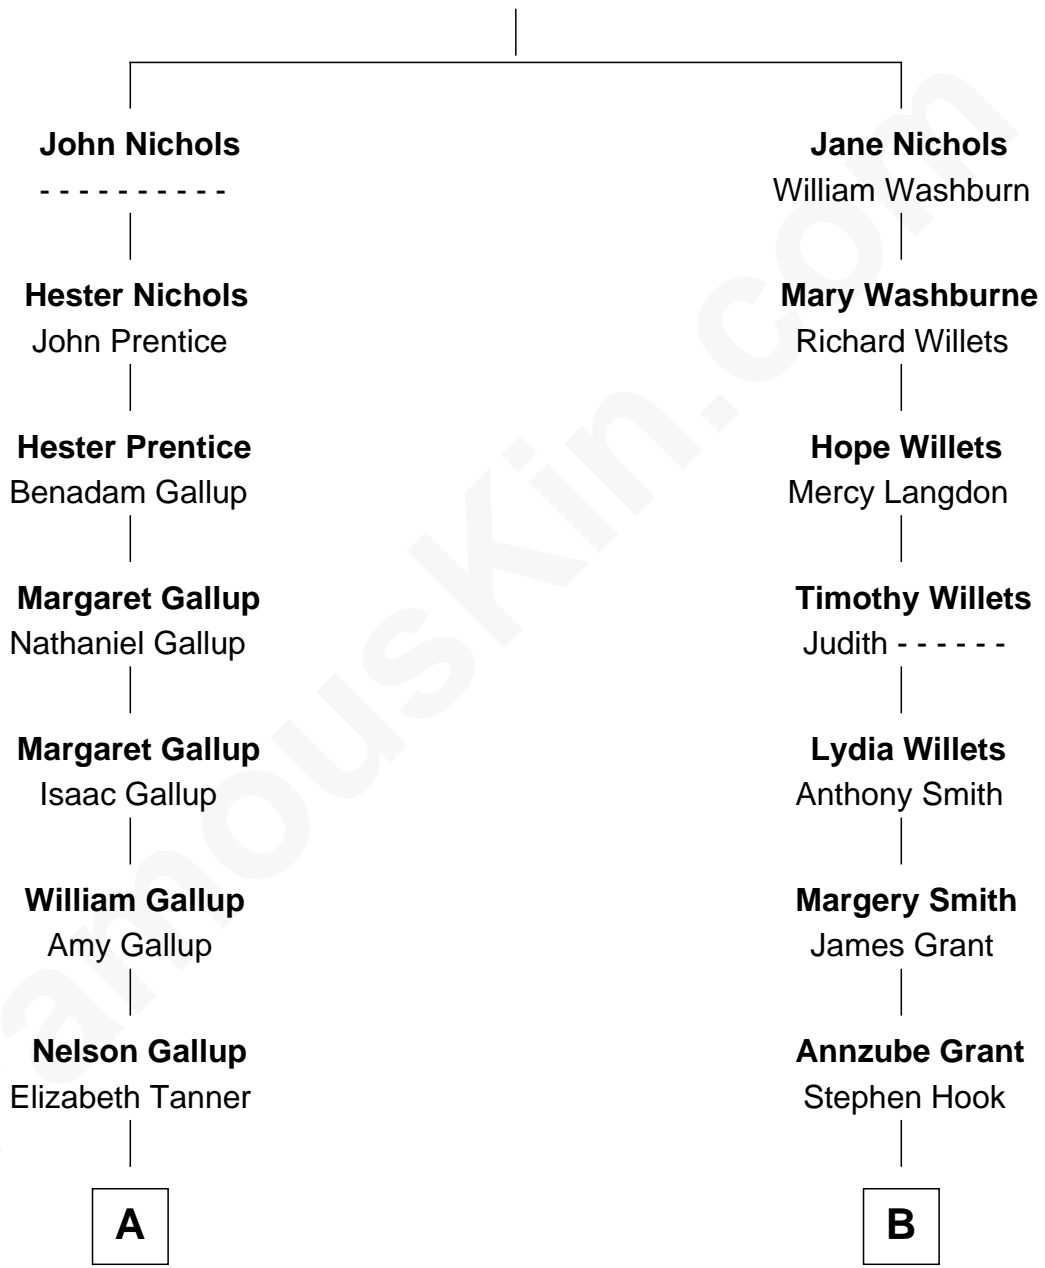 John Nichols
- - - - - - - - - -
Hester Nichols
John Prentice
Hester Prentice
Benadam Gallup
Margaret Gallup
Nathaniel Gallup
Margaret Gallup
Isaac Gallup
William Gallup
Amy Gallup
Nelson Gallup
Elizabeth Tanner
A
Jane Nichols
William Washburn
Mary Washburne
Richard Willets
Hope Willets
Mercy Langdon
Timothy Willets
Judith - - - - - -
Lydia Willets
Anthony Smith
Margery Smith
James Grant
Annzube Grant
Stephen Hook
B
amouskin.com